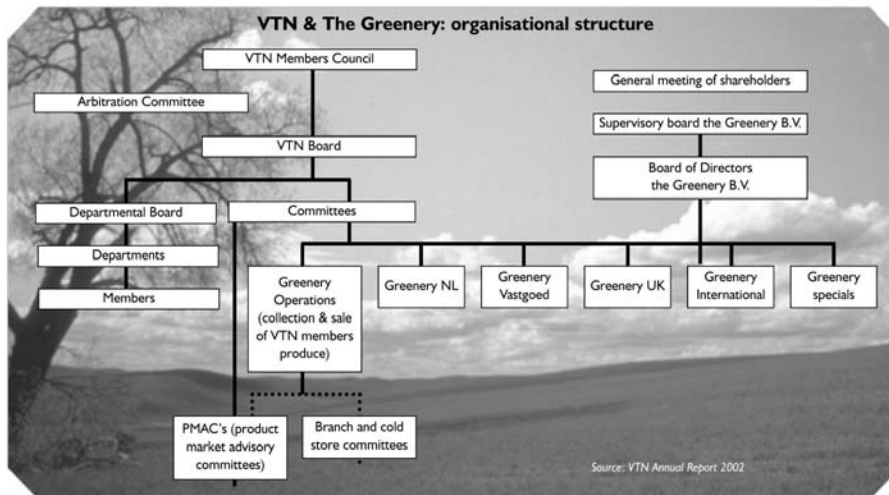 VTN & The Greenery: organisational structure
VTN Members Council
General meeting of shareholders
Arbitration Committee
Supervisory board the Greenery B.V.
VTN Board
Board of Directors
the Greenery B.V.
Departmental Board
Committees
Departments
Members
Greenery
Operations
(collection & sale
of VTN members
produce)
Greenery NL
Greenery
Vastgoed
Greenery UK
Greenery
International
Greenery
specials
PMAC's (product
market advisory
committees)
Branch and cold
store committees
Source: VTN Annual Report 2002